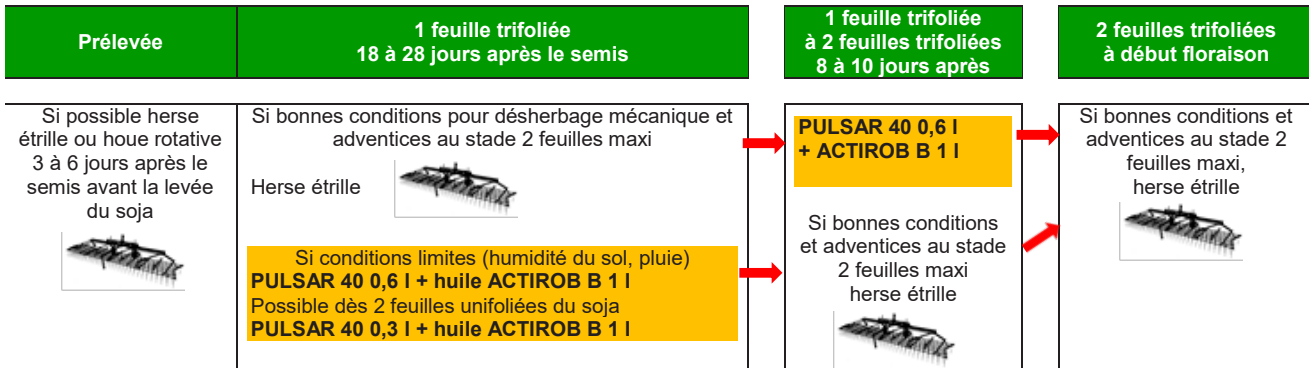 Prélevée
1 feuille trifoliée
18 à 28 jours après le semis
1 feuille trifoliée
à 2 feuilles trifoliées
8 à 10 jours après
2 feuilles trifoliées
à début floraison
Si possible herse
étrille ou houe rotative
3 à 6 jours après le
semis avant la levée
du soja
Si bonnes conditions pour désherbage mécanique et
adventices au stade 2 feuilles maxi
Herse étrille
Si conditions limites (humidité du sol, pluie)
PULSAR 40 0,6 l + huile ACTIROB B 1 l
Possible dès 2 feuilles unifoliées du soja
PULSAR 40 0,3 l + huile ACTIROB B 1 l
PULSAR 40 0,6 l
+ ACTIROB B 1 l
Si bonnes conditions
et adventices au stade
2 feuilles maxi
herse étrille
Si bonnes conditions et
adventices au stade 2
feuilles maxi,
herse étrille